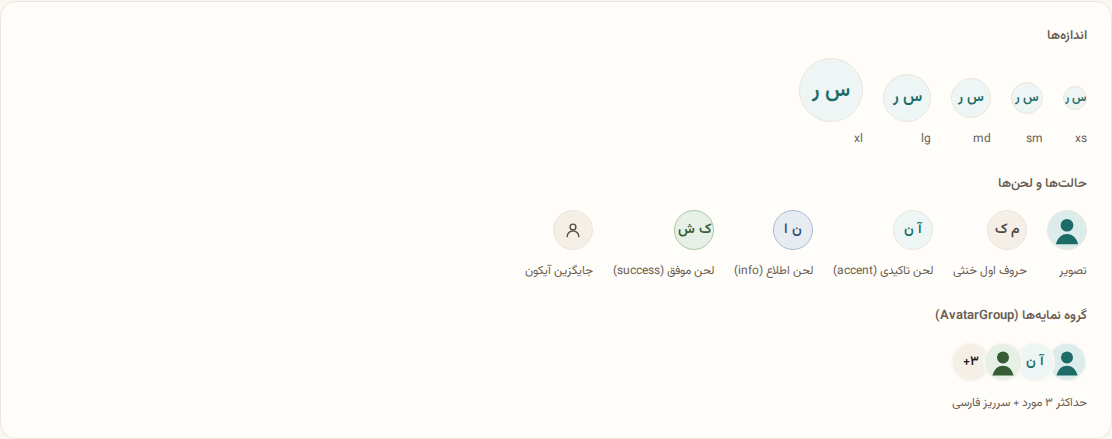 اندازه‌ها
س ر س ر س ر س ر س ر
xs sm md lg xl
حالت‌ها و لحن‌ها
م ک آ ن ن ا ک ش
تصویر حروف اول خنثی لحن تاکیدی (accent) لحن اطلاع (info) لحن موفق (success) جایگزین آیکون
گروه نمایه‌ها (AvatarGroup)
آ ن +۳
حداکثر ۳ مورد + سرریز فارسی